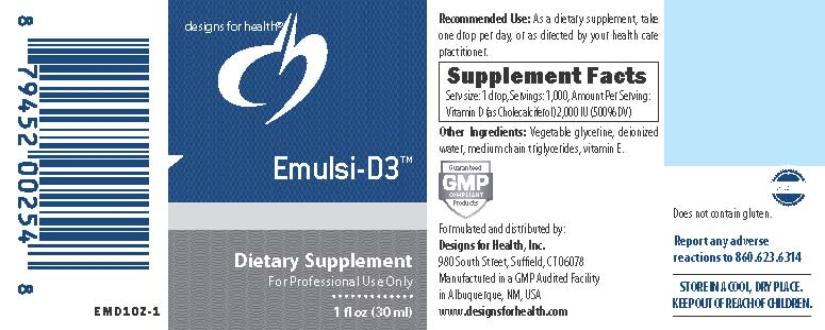 8 79452 00254 8
EMD1OZ-1
designs for health®
Emulsi-D3™
Dietary Supplement
For Professional Use Only
1 fl oz (30 ml)
Recommended Use: As a dietary supplement, take
one drop per day, or as directed by your health care
practitioner.
Supplement Facts
Serv size: 1 drop, Servings: 1,000, Amount Per Serving:
Vitamin D (as Cholecalciferol) 2,000 IU (500% DV)
Other Ingredients: Vegetable glycerine, deionized
water, medium chain triglycerides, vitamin E.
Guaranteed
GMP
COMPLIANT
Products
Formulated and distributed by:
Designs for Health, Inc.
980 South Street, Suffield, CT 06078
Manufactured in a GMP Audited Facility
in Albuquerque, NM, USA
www.designsforhealth.com
Does not contain gluten.
Report any adverse
reactions to 860.623.6314
STORE IN A COOL, DRY PLACE.
KEEP OUT OF REACH OF CHILDREN.